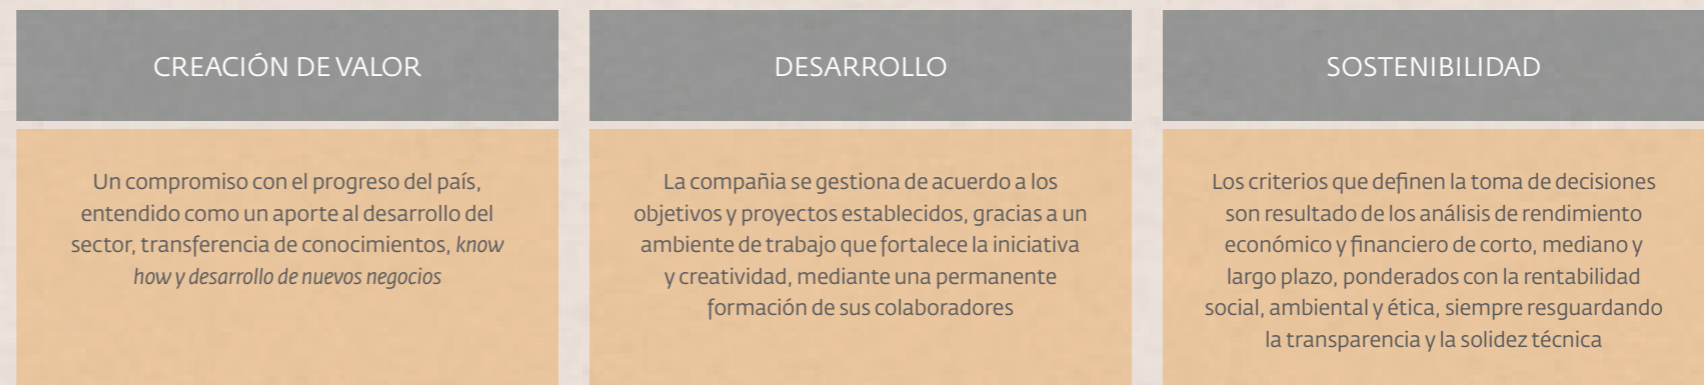 CREACIÓN DE VALOR
Un compromiso con el progreso del país,
entendido como un aporte al desarrollo del
sector, transferencia de conocimientos, know
how y desarrollo de nuevos negocios
DESARROLLO
La compañia se gestiona de acuerdo a los
objetivos y proyectos establecidos, gracias a un
ambiente de trabajo que fortalece la iniciativa
y creatividad, mediante una permanente
formación de sus colaboradores
SOSTENIBILIDAD
Los criterios que definen la toma de decisiones
son resultado de los análisis de rendimiento
económico y financiero de corto, mediano y
largo plazo, ponderados con la rentabilidad
social, ambiental y ética, siempre resguardando
la transparencia y la solidez técnica